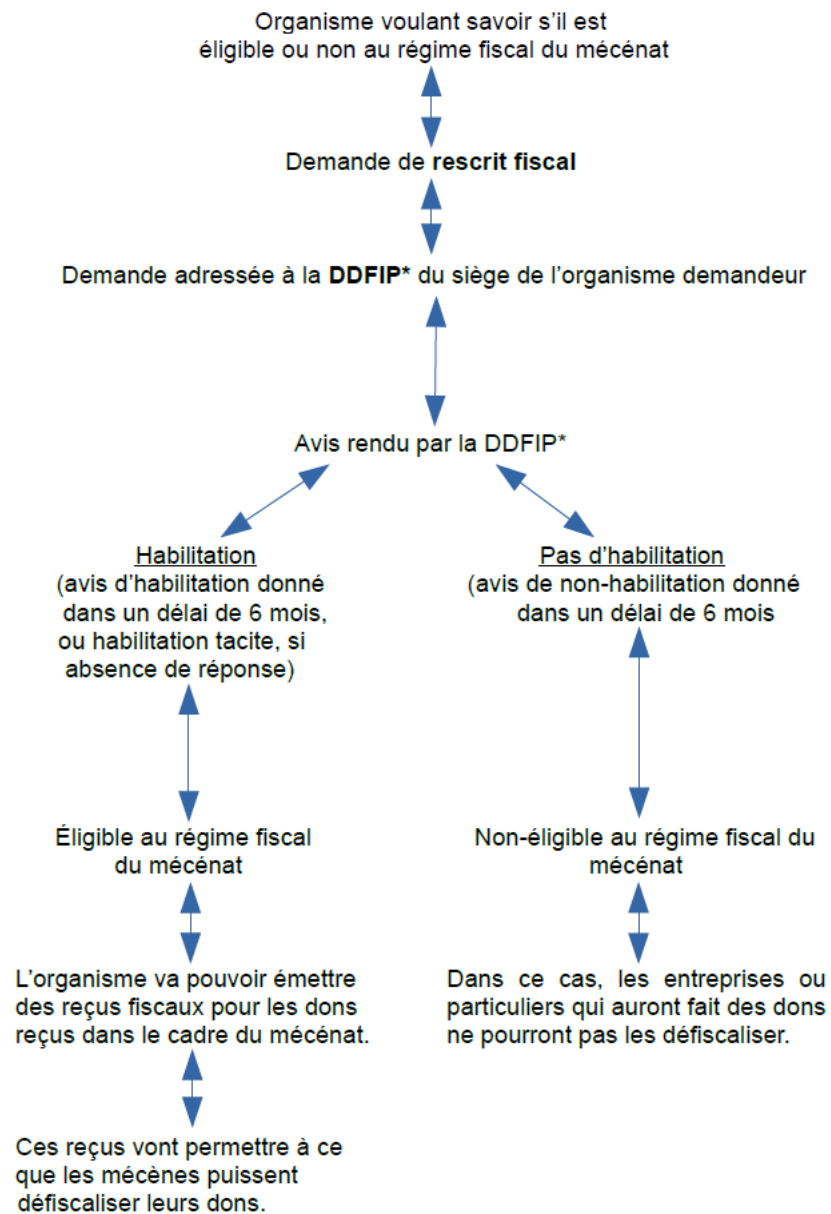 Organisme voulant savoir s'il est
éligible ou non au régime fiscal du mécénat
Demande de rescrit fiscal
Demande adressée à la DDFIP* du siège de l'organisme demandeur
Avis rendu par la DDFIP*
Habilitation
(avis d'habilitation donné
dans un délai de 6 mois,
ou habilitation tacite, si
absence de réponse)
Pas d'habilitation
(avis de non-habilitation donné
dans un délai de 6 mois
Éligible au régime fiscal
du mécénat
Non-éligible au régime fiscal du
mécénat
L'organisme va pouvoir émettre
des reçus fiscaux pour les dons
reçus dans le cadre du mécénat.
Dans ce cas, les entreprises ou
particuliers qui auront fait des dons
ne pourront pas les défiscaliser.
Ces reçus vont permettre à ce
que les mécènes puissent
défiscaliser leurs dons.